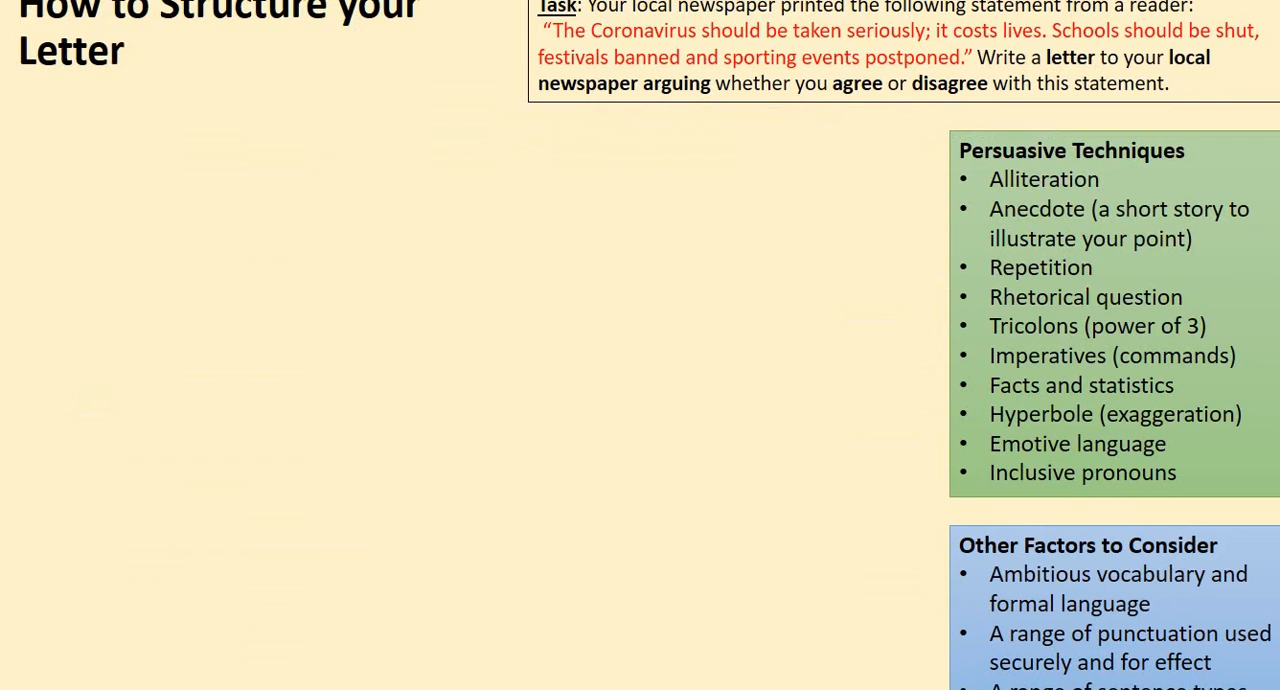 How to Structure your
Letter
Task: Your local newspaper printed the following statement from a reader:
“The Coronavirus should be taken seriously; it costs lives. Schools should be shut,
festivals banned and sporting events postponed.” Write a letter to your local
newspaper arguing whether you agree or disagree with this statement.
Persuasive Techniques
• Alliteration
• Anecdote (a short story to
illustrate your point)
• Repetition
• Rhetorical question
• Tricolons (power of 3)
• Imperatives (commands)
• Facts and statistics
• Hyperbole (exaggeration)
• Emotive language
• Inclusive pronouns
Other Factors to Consider
• Ambitious vocabulary and
formal language
• A range of punctuation used
securely and for effect
• A range of sentence types